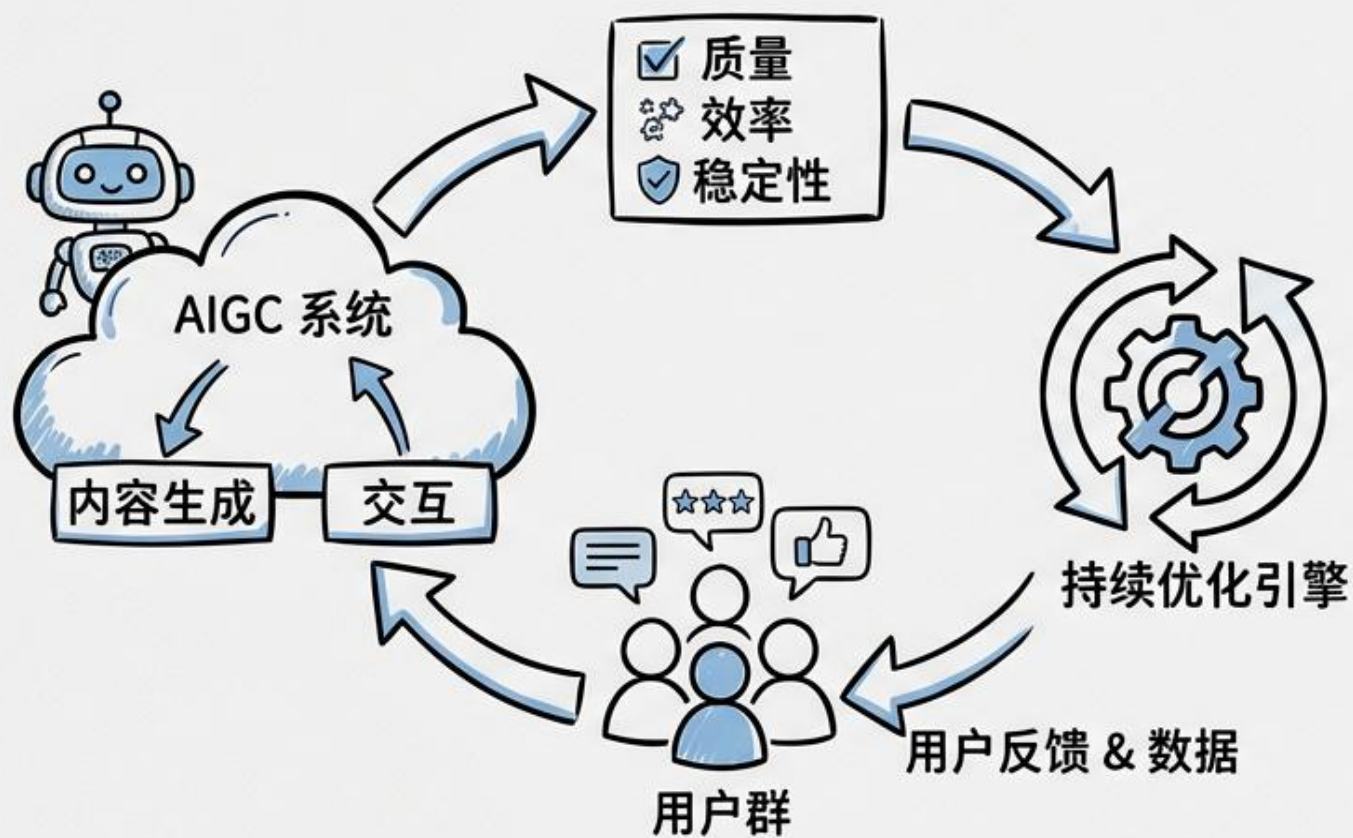 质量
效率
稳定性
AIGC 系统
内容生成
交互
持续优化引擎
用户反馈 & 数据
用户群